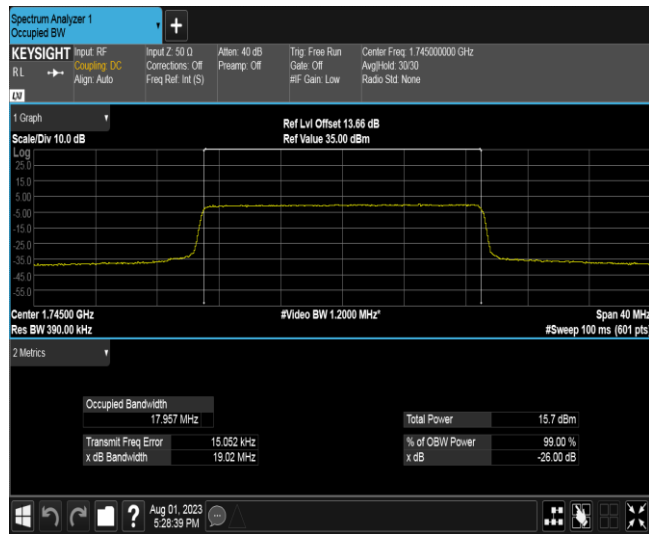 Spectrum Analyzer 1
Occupied BW
+
KEYSIGHT
RL
LXI
Input: RF
Coupling: DC
Align: Auto
Input Z: 50 Ω
Corrections: Off
Freq Ref: Int (S)
Atten: 40 dB
Preamp: Off
Trig: Free Run
Gate: Off
#IF Gain: Low
Center Freq: 1.745000000 GHz
Avg|Hold: 30/30
Radio Std: None
1 Graph
Scale/Div 10.0 dB
Ref Lvl Offset 13.66 dB
Ref Value 35.00 dBm
Log
25.0
15.0
5.00
-5.00
-15.0
-25.0
-35.0
-45.0
-55.0
Center 1.74500 GHz
Res BW 390.00 kHz
#Video BW 1.2000 MHz*
Span 40 MHz
#Sweep 100 ms (601 pts)
2 Metrics
Occupied Bandwidth
17.957 MHz
Transmit Freq Error 15.052 kHz
x dB Bandwidth 19.02 MHz
Total Power 15.7 dBm
% of OBW Power 99.00 %
x dB -26.00 dB
?
Aug 01, 2023
5:28:39 PM